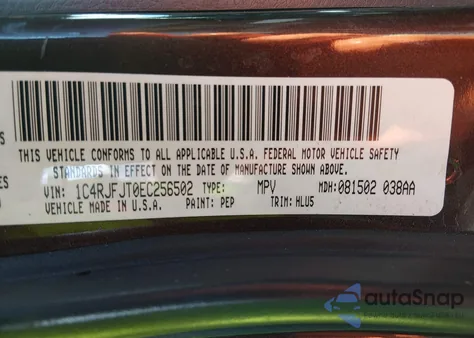 THIS VEHICLE CONFORMS TO ALL APPLICABLE U.S.A. FEDERAL MOTOR VEHICLE SAFETY
STANDARDS IN EFFECT ON THE DATE OF MANUFACTURE SHOWN ABOVE.
VIN: 1C4RJFJT0EC256502 TYPE: MPV MDH:081502 038AA
VEHICLE MADE IN U.S.A. PAINT: PEP TRIM: HLU5
autaSnap